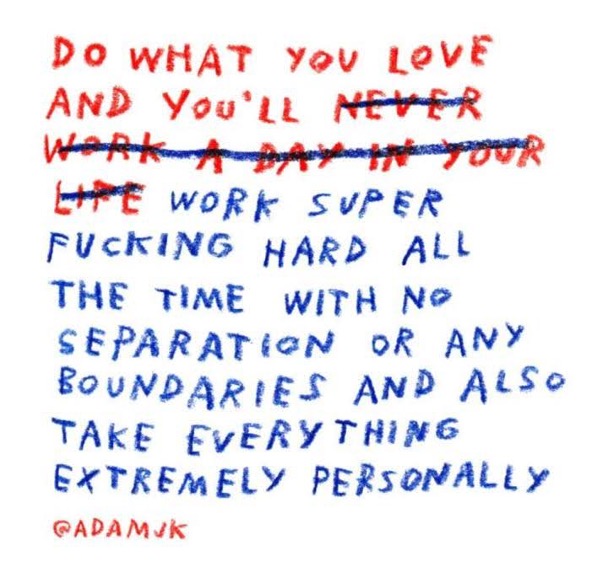 DO WHAT YOU LOVE
AND YOU'LL NEVER
WORK A DAY IN YOUR
LIFE WORK SUPER
FUCKING HARD ALL
THE TIME WITH NO
SEPARATION OR ANY
BOUNDARIES AND ALSO
TAKE EVERYTHING
EXTREMELY PERSONALLY
@ADAMJK